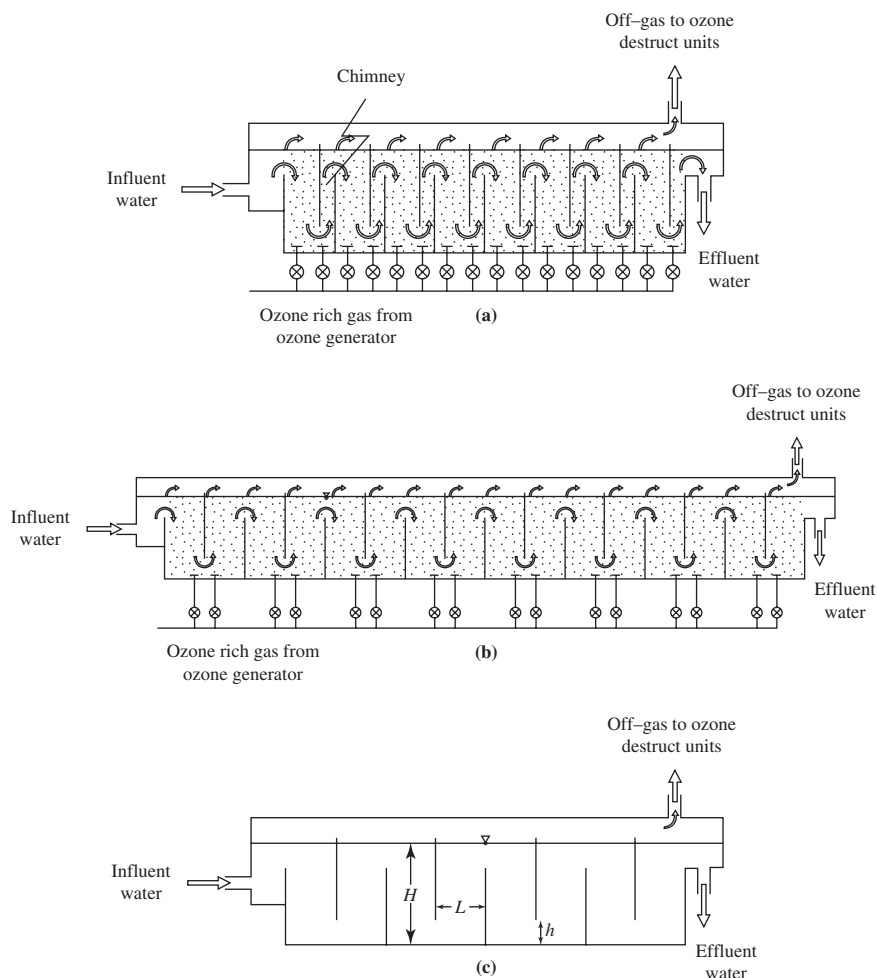 Off–gas to ozone
destruct units
Chimney
Influent
water
Effluent
water
Ozone rich gas from
ozone generator
(a)
Off–gas to ozone
destruct units
Influent
water
Effluent
water
Ozone rich gas from
ozone generator
(b)
Off–gas to ozone
destruct units
Influent
water
H
L
h
Effluent
water
(c)